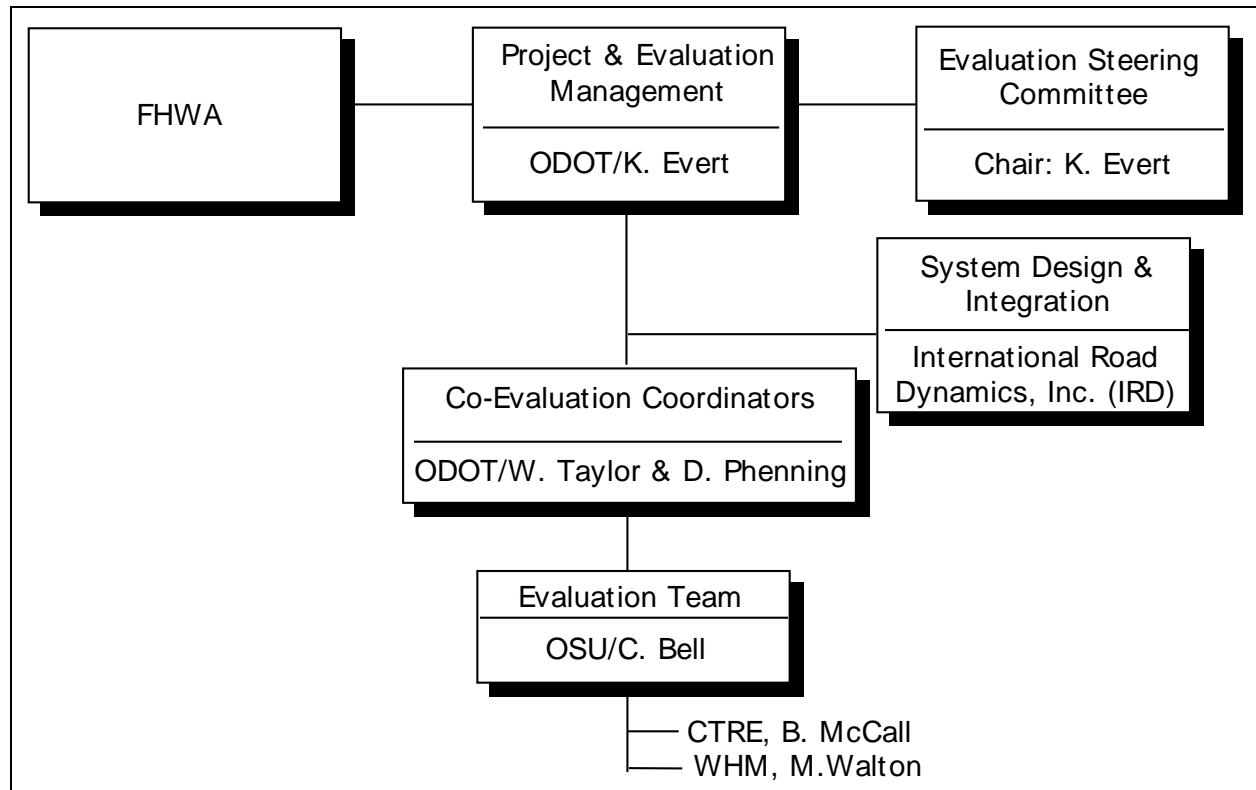 FHWA
Project & Evaluation
Management
ODOT/K. Evert
Evaluation Steering
Committee
Chair: K. Evert
System Design &
Integration
International Road
Dynamics, Inc. (IRD)
Co-Evaluation Coordinators
ODOT/W. Taylor & D. Phenning
Evaluation Team
OSU/C. Bell
CTRE, B. McCall
WHM, M.Walton